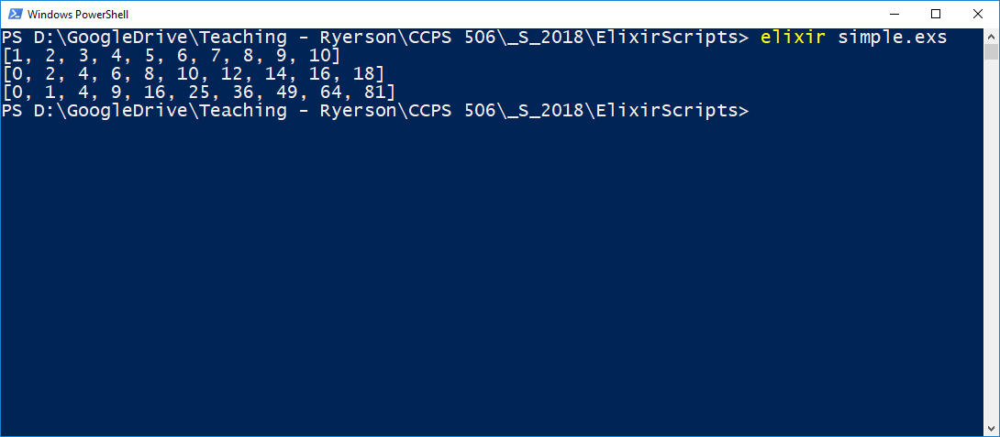 Windows PowerShell
PS D:\GoogleDrive\Teaching - Ryerson\CCPS 506\_S_2018\ElixirScripts> elixir simple.exs
[1, 2, 3, 4, 5, 6, 7, 8, 9, 10]
[0, 2, 4, 6, 8, 10, 12, 14, 16, 18]
[0, 1, 4, 9, 16, 25, 36, 49, 64, 81]
PS D:\GoogleDrive\Teaching - Ryerson\CCPS 506\_S_2018\ElixirScripts>